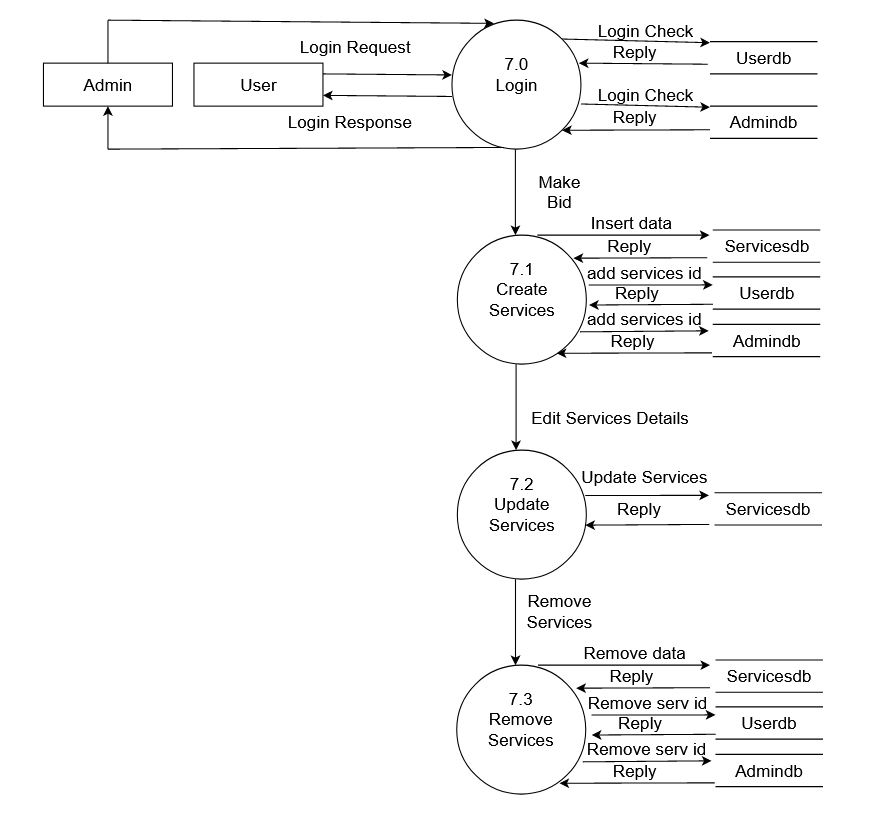 Login Check
Login Request
Reply
Userdb
7.0
Login
Admin
User
Login Check
Login Response
Reply
Admindb
Make
Bid
Insert data
Reply
Servicesdb
7.1
Create
Services
add services id
Reply
Userdb
add services id
Reply
Admindb
Edit Services Details
7.2
Update
Services
Update Services
Reply
Servicesdb
Remove
Services
Remove data
Reply
Servicesdb
7.3
Remove
Services
Remove serv id
Reply
Userdb
Remove serv id
Reply
Admindb